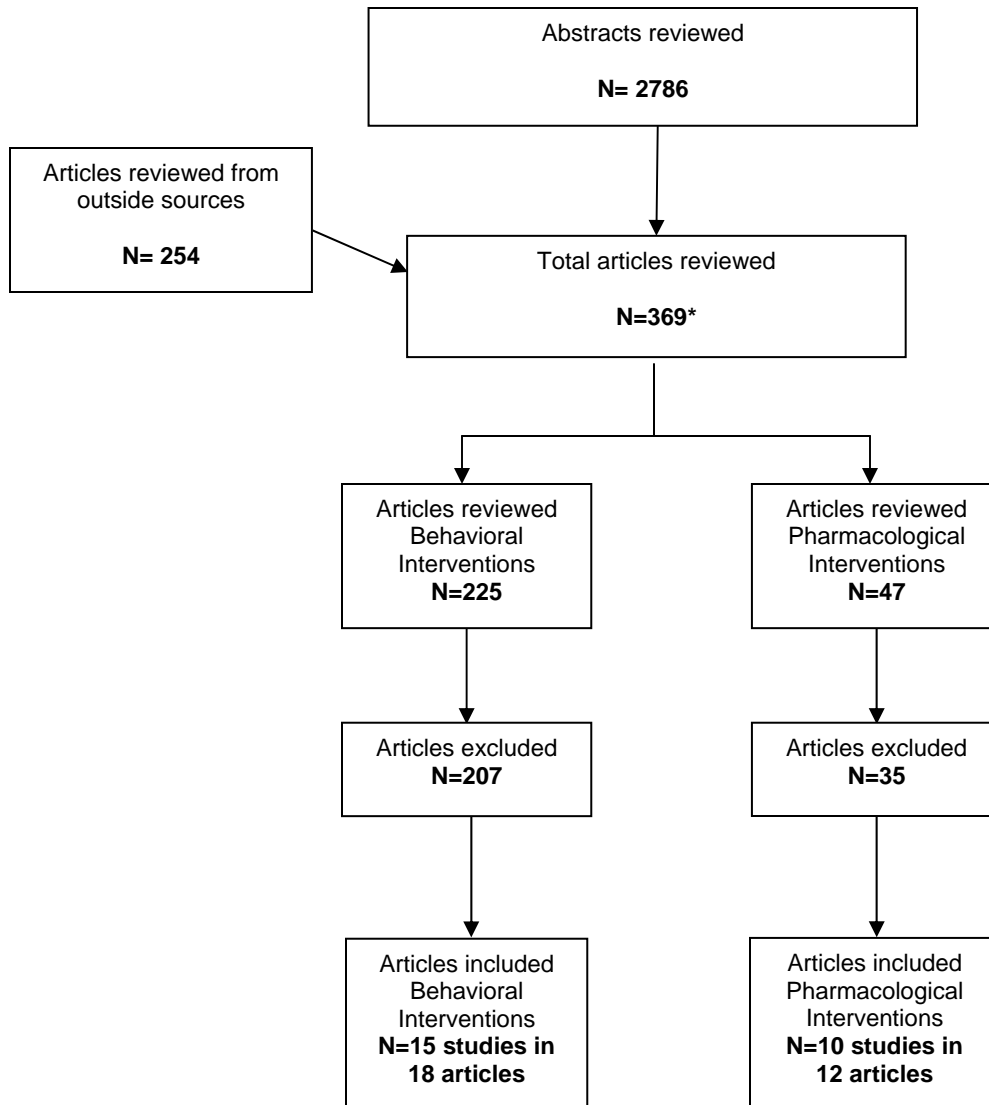 Abstracts reviewed
N= 2786
Articles reviewed from
outside sources
N= 254
Total articles reviewed
N=369*
Articles reviewed
Behavioral
Interventions
N=225
Articles reviewed
Pharmacological
Interventions
N=47
Articles excluded
N=207
Articles excluded
N=35
Articles included
Behavioral
Interventions
N=15 studies in
18 articles
Articles included
Pharmacological
Interventions
N=10 studies in
12 articles